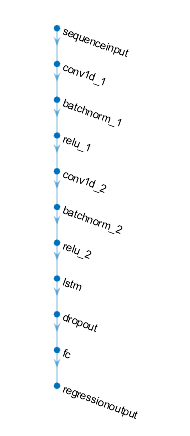 sequenceinput
conv1d_1
batchnorm_1
relu_1
conv1d_2
batchnorm_2
relu_2
lstm
dropout
fc
regressionoutput